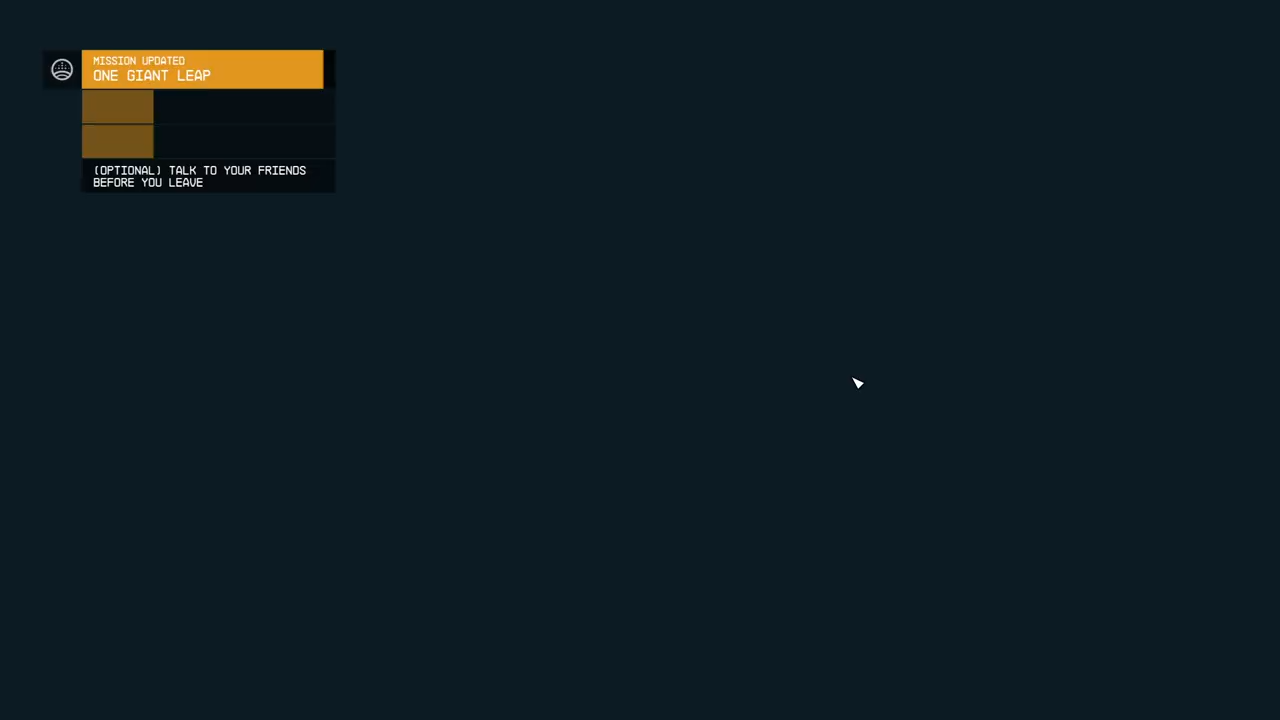 MISSION UPDATED
ONE GIANT LEAP
(OPTIONAL) TALK TO YOUR FRIENDS
BEFORE YOU LEAVE